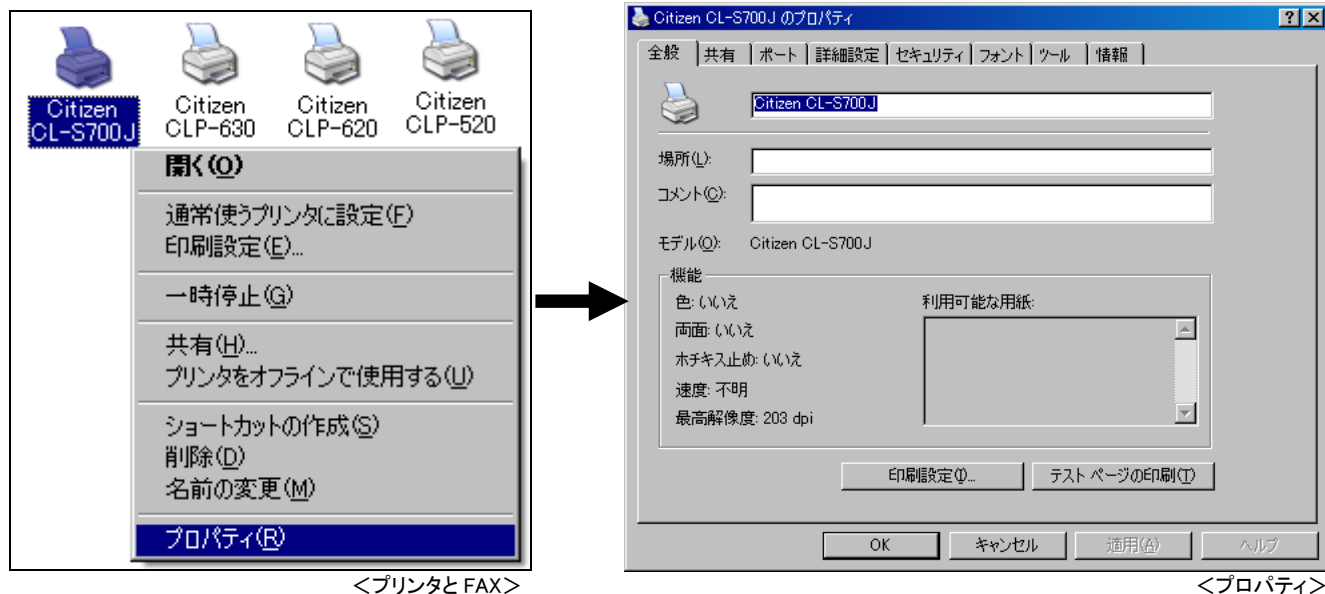 Citizen
CL-S700J
Citizen
CLP-630
Citizen
CLP-620
Citizen
CLP-520
開く(O)
通常使うプリンタに設定(F)
印刷設定(E)...
一時停止(G)
共有(H)...
プリンタをオフラインで使用する(U)
ショートカットの作成(S)
削除(D)
名前の変更(M)
プロパティ(R)
＜プリンタと FAX＞
Citizen CL-S700J のプロパティ
全般 共有 ポート 詳細設定 セキュリティ フォント ツール 情報
Citizen CL-S700J
場所(L):
コメント(C):
モデル(O): Citizen CL-S700J
機能
色: いいえ 利用可能な用紙:
両面: いいえ
ホチキス止め: いいえ
速度: 不明
最高解像度: 203 dpi
印刷設定(I)... テスト ページの印刷(T)
OK キャンセル 適用(A) ヘルプ
＜プロパティ＞